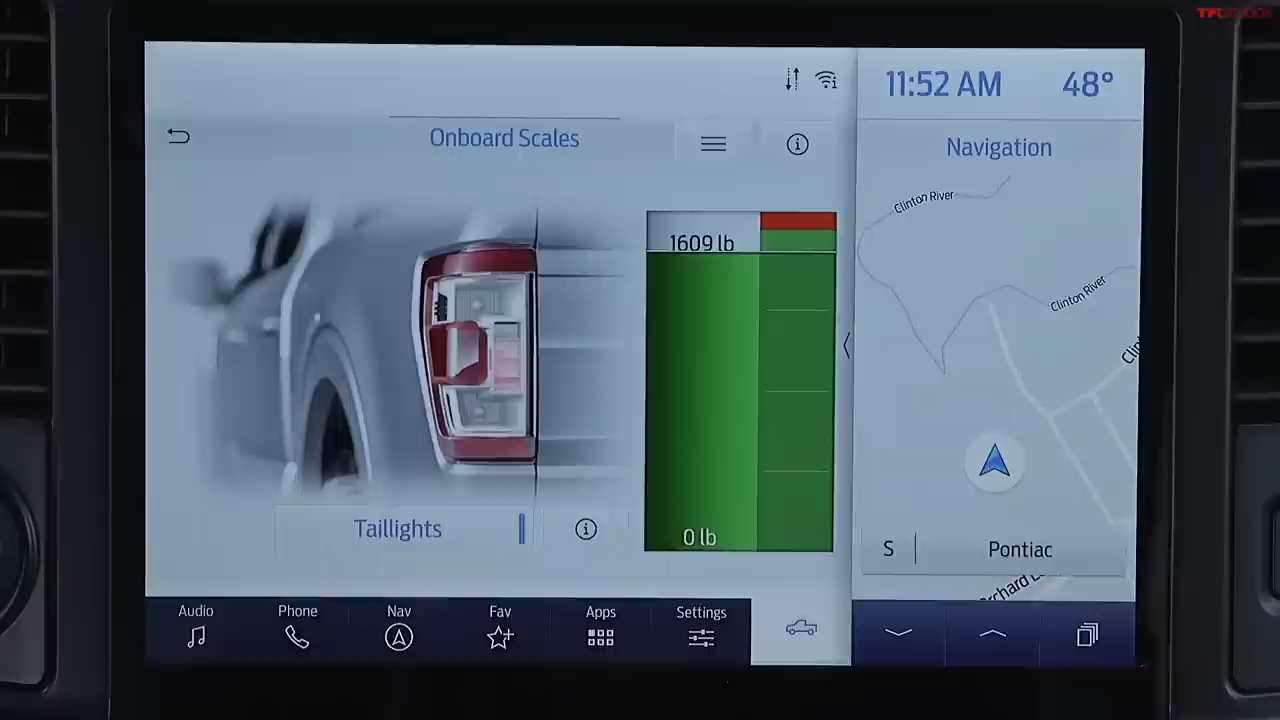 TFLSTUDIOS
11:52 AM 48°
Onboard Scales
Navigation
Clinton River
1609 lb
Clinton River
Taillights
0 lb
S Pontiac
Audio Phone Nav Fav Apps Settings